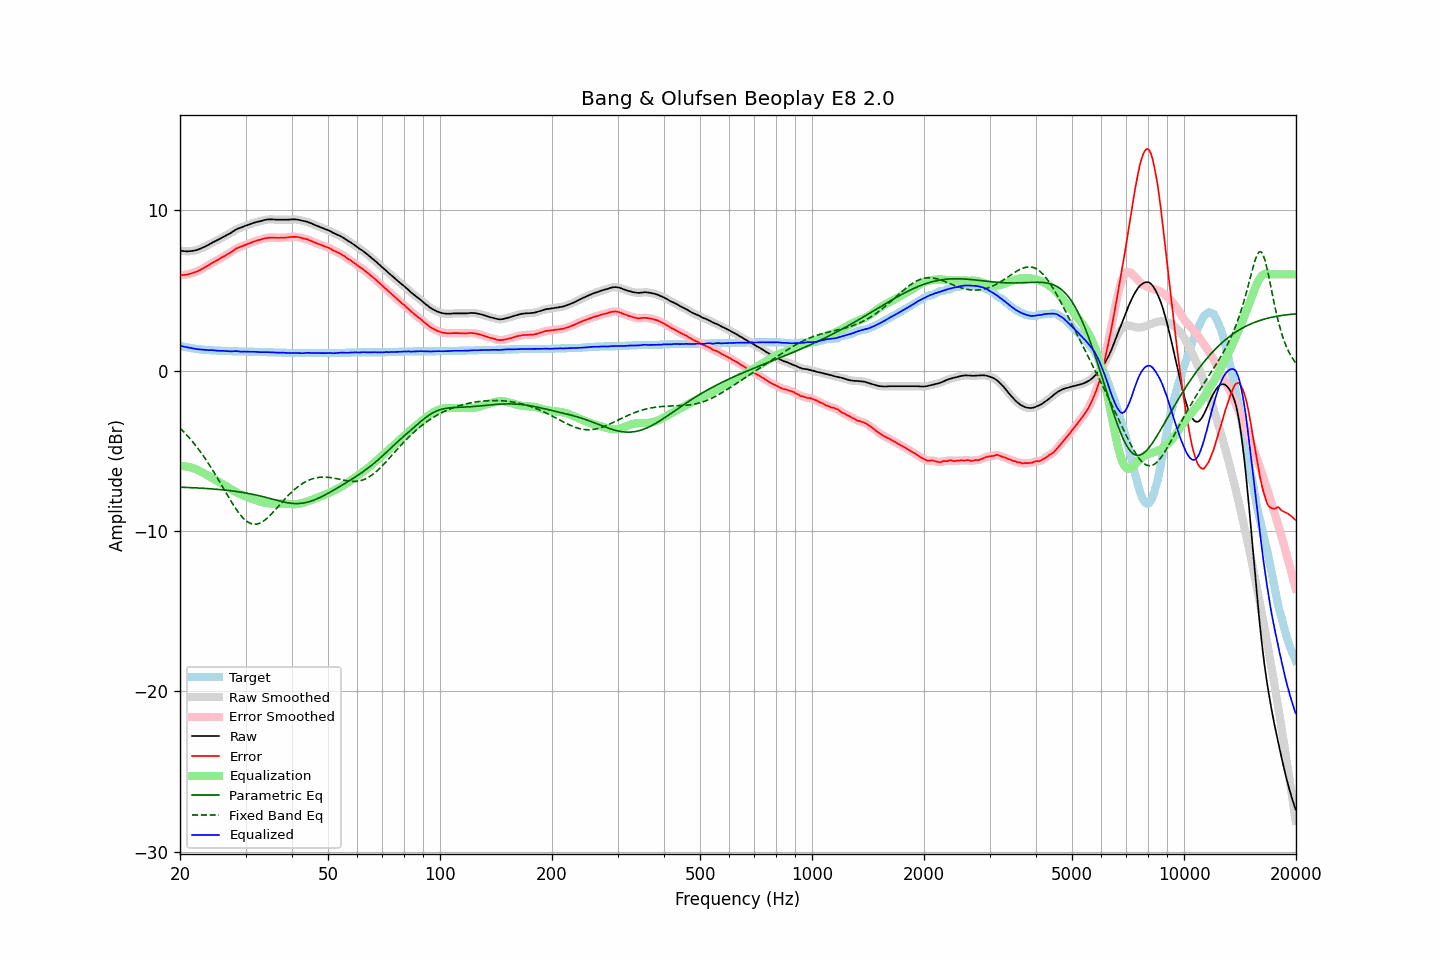 Bang & Olufsen Beoplay E8 2.0
Amplitude (dBr)
10
0
−10
−20
−30
Target
Raw Smoothed
Error Smoothed
Raw
Error
Equalization
Parametric Eq
Fixed Band Eq
Equalized
20 50 100 200 500 1000 2000 5000 10000 20000
Frequency (Hz)